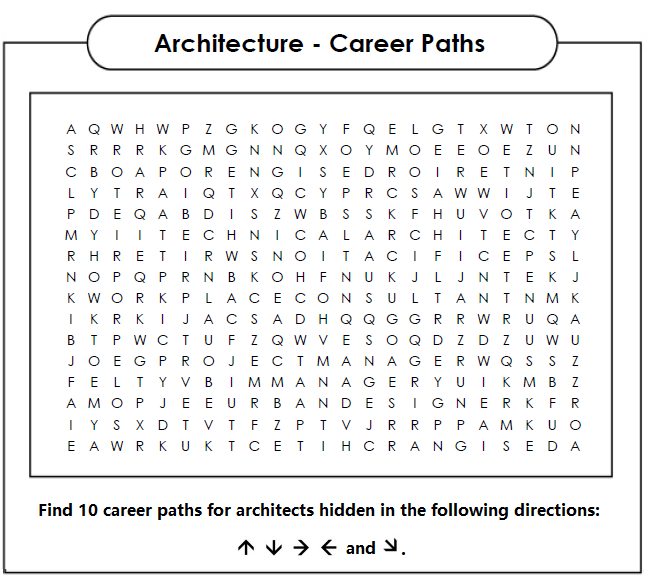 Architecture - Career Paths
A Q W H W P Z G K O G Y F Q E L G T X W T O N
S R R R K G M G N N Q X O Y M O E E O E Z U N
C B O A P O R E N G I S E D R O I R E T N I P
L Y T R A I Q T X Q C Y P R C S A W W I J T E
P D E Q A B D I S Z W B S S K F H U V O T K A
M Y I I T E C H N I C A L A R C H I T E C T Y
R H R E T I R W S N O I T A C I F I C E P S L
N O P Q P R N B K O H F N U K J L J N T E K J
K W O R K P L A C E C O N S U L T A N T N M K
I K R K I J A C S A D H Q Q G G R R W R U Q A
B T P W C T U F Z Q W V E S O Q D Z D Z U W U
J O E G P R O J E C T M A N A G E R W Q S S Z
F E L T Y V B I M M A N A G E R Y U I K M B Z
A M O P J E E U R B A N D E S I G N E R K F R
I Y S X D T V T F Z P T V J R R P P A M K U O
E A W R K U K T C E T I H C R A N G I S E D A
Find 10 career paths for architects hidden in the following directions:
↑ ↓ → ← and ↘.